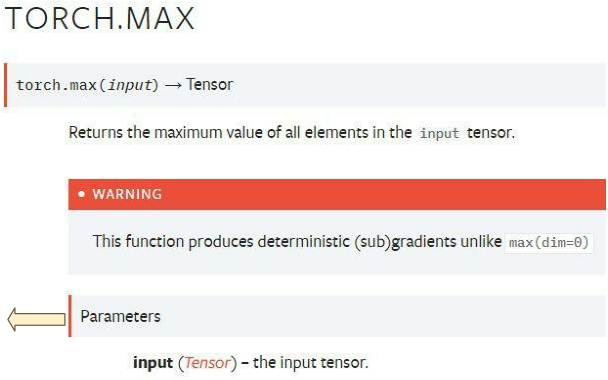 TORCH.MAX
torch.max(input) → Tensor
Returns the maximum value of all elements in the input tensor.
• WARNING
This function produces deterministic (sub)gradients unlike max(dim=0)
Parameters
input (Tensor) – the input tensor.